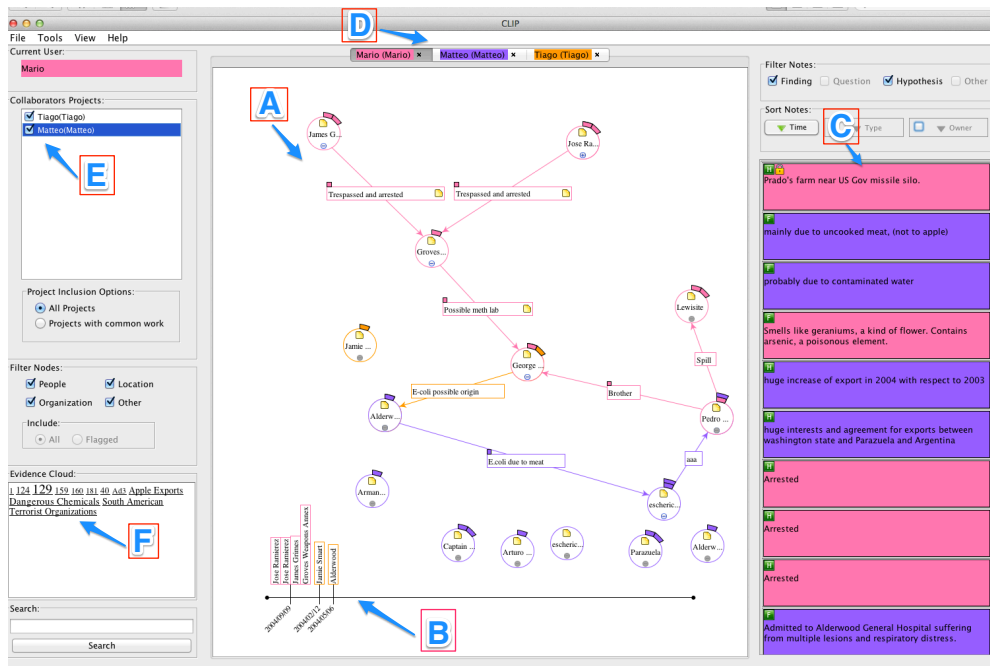 CLIP
File Tools View Help
D
Current User:
Mario
Collaborators Projects:
Tiago(Tiago)
Matteo(Matteo)
E
Project Inclusion Options:
All Projects
Projects with common work
Filter Nodes:
People Location
Organization Other
Include:
All Flagged
Evidence Cloud:
1 124 129 159 160 181 40 Ad3 Apple Exports
Dangerous Chemicals South American
Terrorist Organizations
F
Search:
Search
Mario (Mario) × Matteo (Matteo) × Tiago (Tiago) ×
A
James G...
Jose Ra...
Trespassed and arrested
Trespassed and arrested
Groves...
Possible meth lab
Lewisite
Jamie ...
George ...
Spill
E-coli possible origin
Brother
Alderw...
Pedro ...
E.coli due to meat
aaa
Arman...
escheric...
Captain ...
Arturo ...
escheric...
Parazuela
Alderw...
Jose Ramierez
Jose Ramierez
James Grimes
Groves Weapons Annex
Jamie Smart
Alderwood
2004/09/09
2004/02/12
2004/05/06
B
Filter Notes:
Finding Question Hypothesis Other
Sort Notes:
Time Type Owner
C
H
Prado's farm near US Gov missile silo.
F
mainly due to uncooked meat, (not to apple)
F
probably due to contaminated water
F
Smells like geraniums, a kind of flower. Contains
arsenic, a poisonous element.
F
huge increase of export in 2004 with respect to 2003
H
huge interests and agreement for exports between
washington state and Parazuela and Argentina
H
Arrested
H
Arrested
H
Arrested
F
Admitted to Alderwood General Hospital suffering
from multiple lesions and respiratory distress.